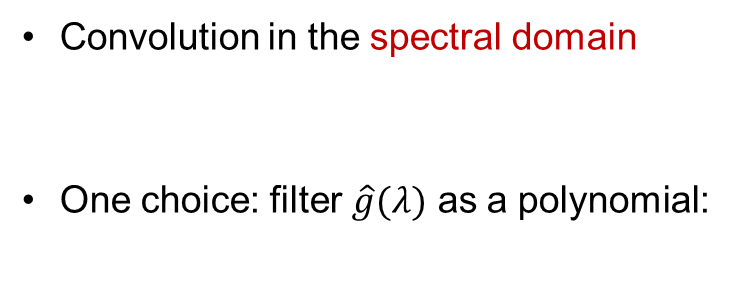 • Convolution in the spectral domain
• One choice: filter ĝ(λ) as a polynomial: